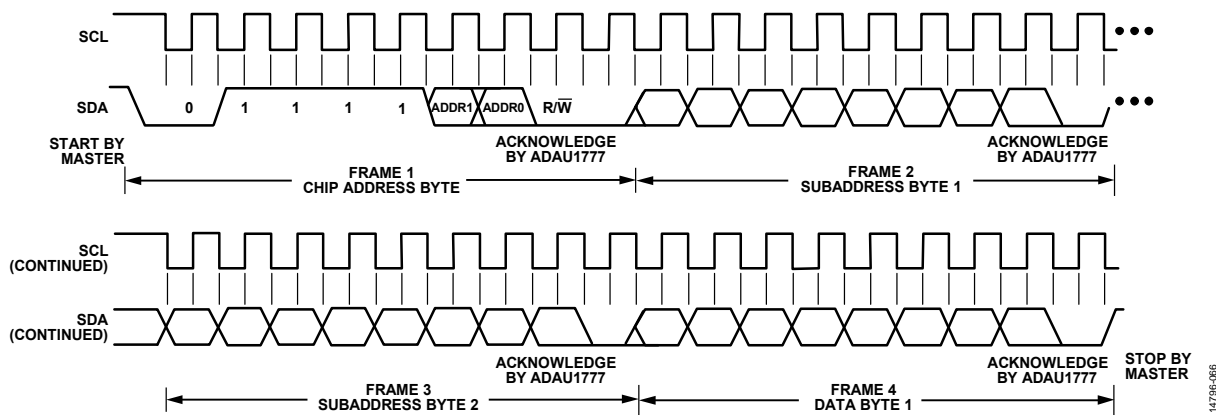 SCL
SDA
0
1
1
1
1
ADDR1
ADDR0
R/W̅
START BY
MASTER
ACKNOWLEDGE
BY ADAU1777
ACKNOWLEDGE
BY ADAU1777
FRAME 1
CHIP ADDRESS BYTE
FRAME 2
SUBADDRESS BYTE 1
SCL
(CONTINUED)
SDA
(CONTINUED)
ACKNOWLEDGE
BY ADAU1777
ACKNOWLEDGE
BY ADAU1777
STOP BY
MASTER
FRAME 3
SUBADDRESS BYTE 2
FRAME 4
DATA BYTE 1
14796-066